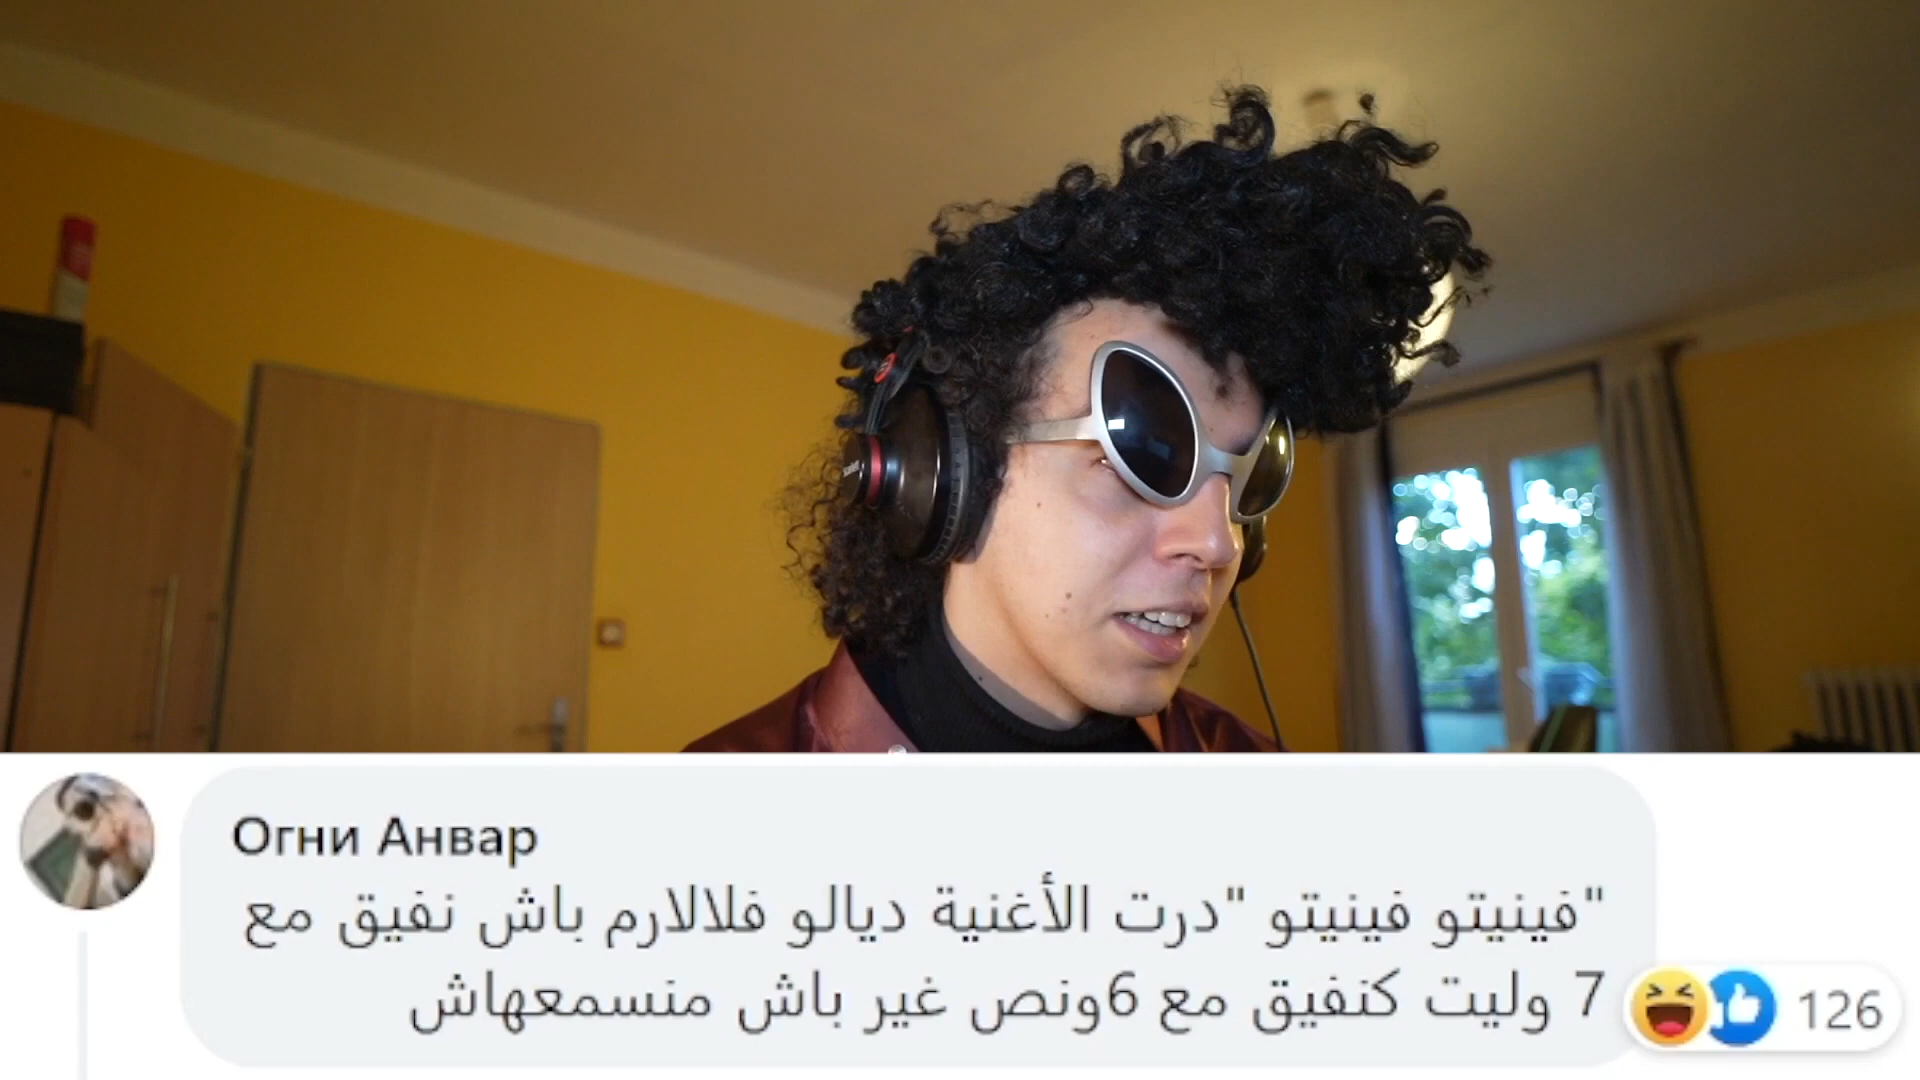 Огни Анвар
"فينيتو فينيتو "درت الأغنية ديالو فلالارم باش نفيق مع
7 وليت كنفيق مع 6ونص غير باش منسمعهاش
126